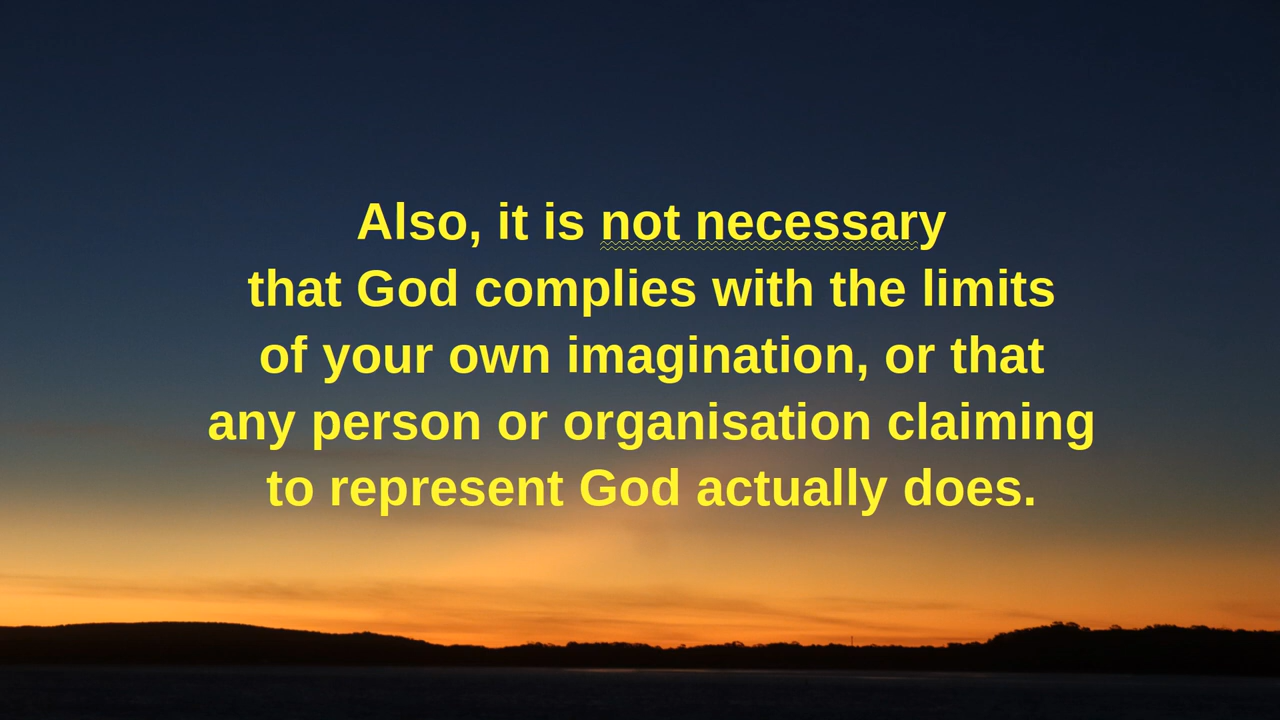 Also, it is not necessary
that God complies with the limits
of your own imagination, or that
any person or organisation claiming
to represent God actually does.